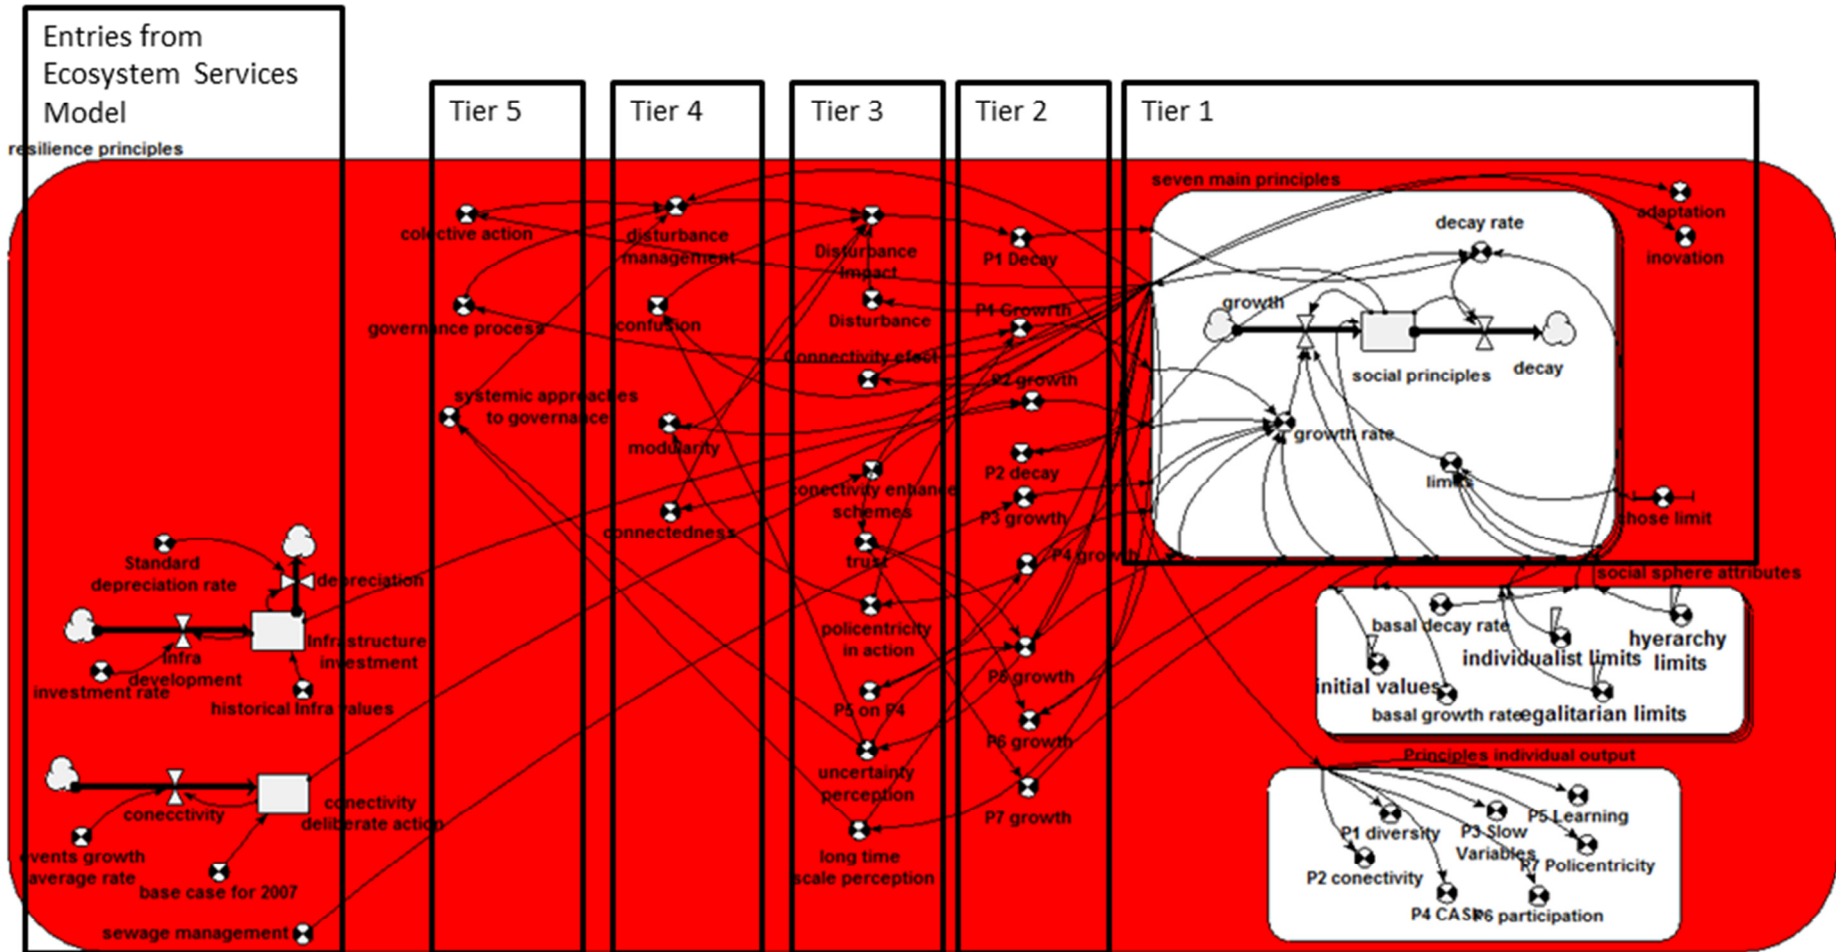 Entries from
Ecosystem Services
Model
Tier 5
Tier 4
Tier 3
Tier 2
Tier 1
resilience principles
seven main principles
colective action
disturbance
management
Disturbance
Impact
P1 Decay
decay rate
adaptation
inovation
governance process
confusion
Disturbance
P1 Growrth
growth
Connectivity efect
P2 growth
social principles
decay
systemic approaches
to governance
modularity
P2 decay
growth rate
limits
conectivity enhance
schemes
connectedness
P3 growth
chose limit
Standard
depreciation rate
depreciation
trust
P4 growth
social sphere attributes
Infrastructure
investment
Infra
development
investment rate
historical Infra values
policentricity
in action
basal decay rate
individualist limits
hyerarchy
limits
P5 growth
initial values
basal growth rate
egalitarian limits
P5 on P4
P6 growth
Principles individual output
uncertainty
perception
conectivity
deliberate action
conecctivity
P7 growth
P1 diversity
P3 Slow
Variables
P5 Learning
events growth
average rate
base case for 2007
long time
scale perception
P2 conectivity
P7 Policentricity
P4 CAS
P6 participation
sewage management